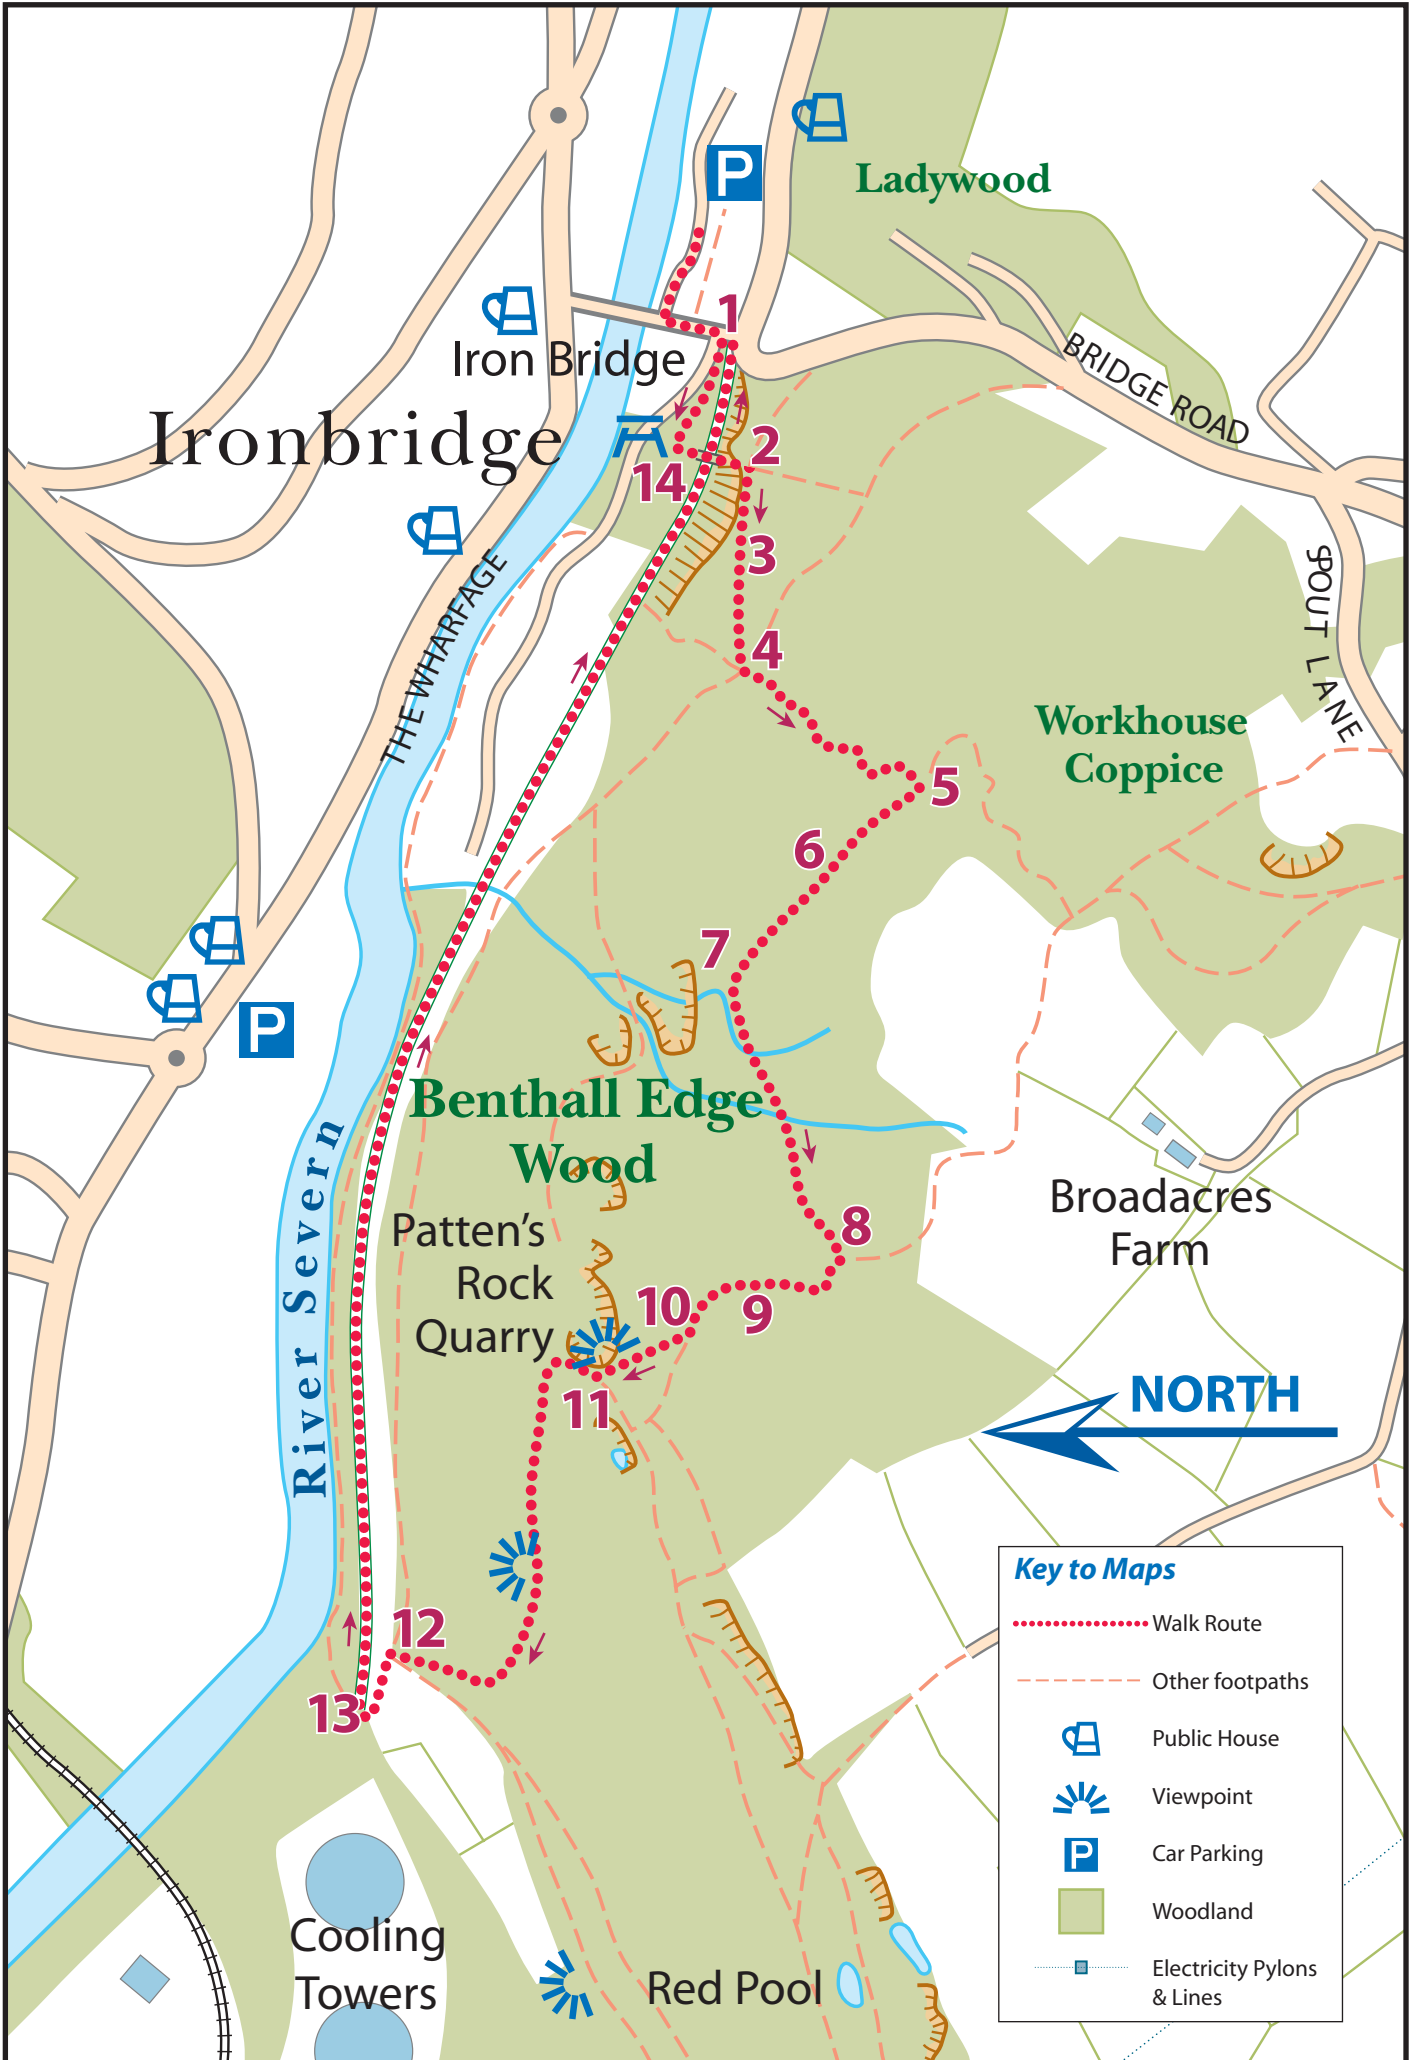 P
Ladywood
1
Iron Bridge
BRIDGE ROAD
Ironbridge
2
14
3
THE WHARFAGE
SPOUT LANE
4
Workhouse
Coppice
5
6
7
P
Benthall Edge
Wood
River Severn
Broadacres
Farm
Patten's
Rock
Quarry
8
10
9
11
NORTH
12
13
Key to Maps
Walk Route
Other footpaths
Public House
Viewpoint
P
Car Parking
Woodland
Electricity Pylons
& Lines
Cooling
Towers
Red Pool